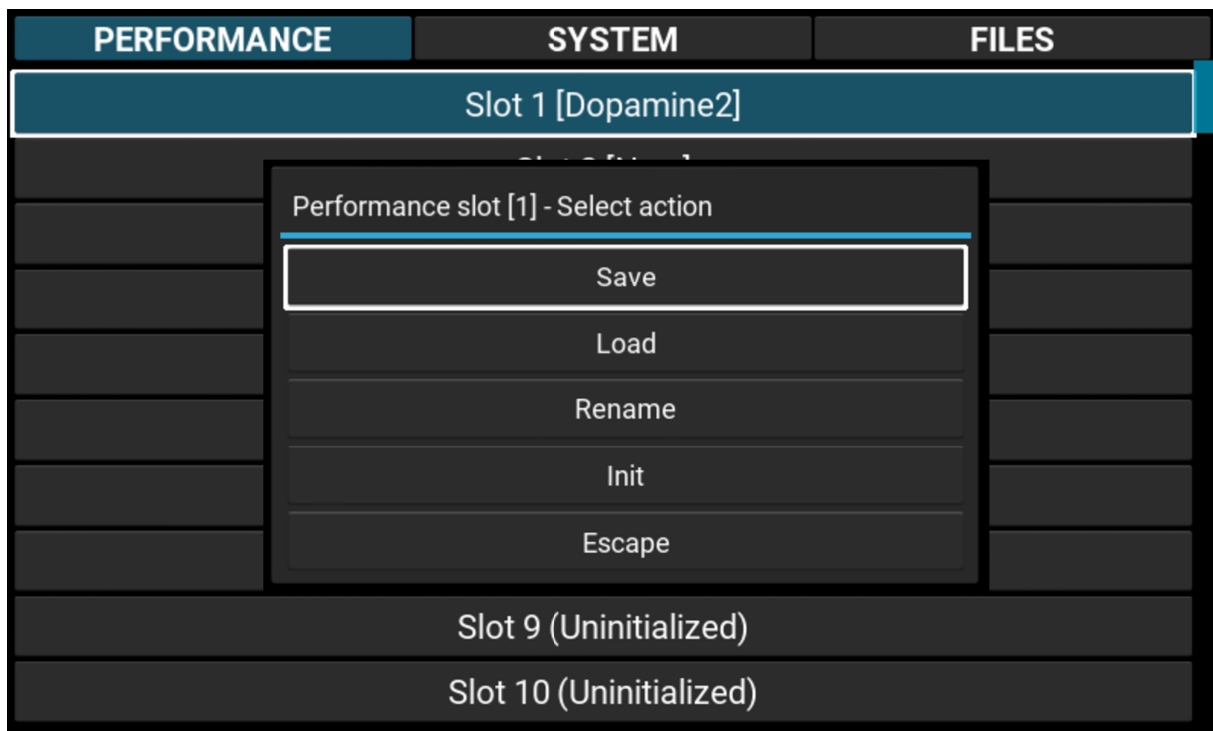 PERFORMANCE SYSTEM FILES
Slot 1 [Dopamine2]
Performance slot [1] - Select action
Save
Load
Rename
Init
Escape
Slot 9 (Uninitialized)
Slot 10 (Uninitialized)